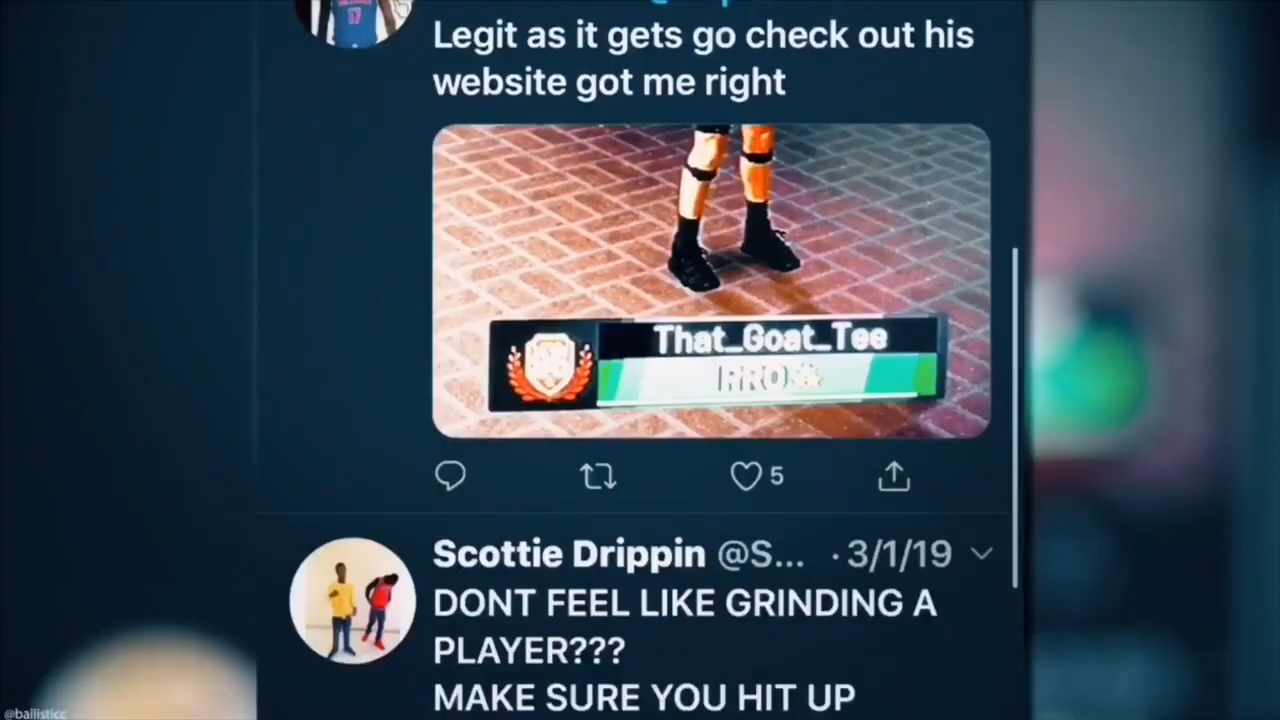 Legit as it gets go check out his
website got me right
That_Goat_Tee
PRO
5
Scottie Drippin @S... · 3/1/19
DONT FEEL LIKE GRINDING A
PLAYER???
MAKE SURE YOU HIT UP
@ballisticc